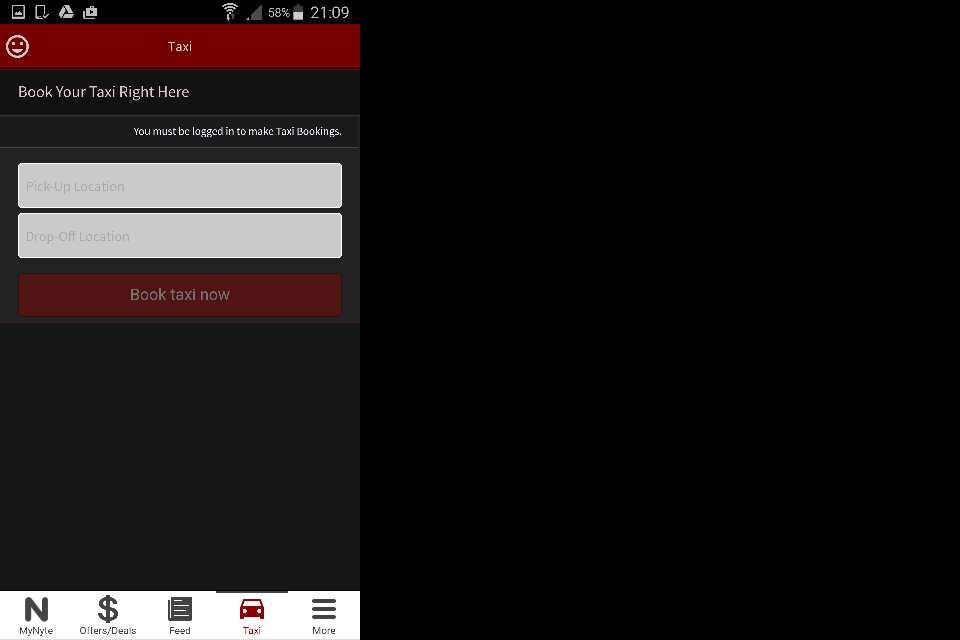 58% 21:09
Taxi
Book Your Taxi Right Here
You must be logged in to make Taxi Bookings.
Pick-Up Location
Drop-Off Location
Book taxi now
MyNyte Offers/Deals Feed Taxi More